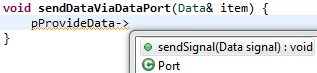 void sendDataViaDataPort(Data& item) {
pProvideData->
}
sendSignal(Data signal) : void
C Port